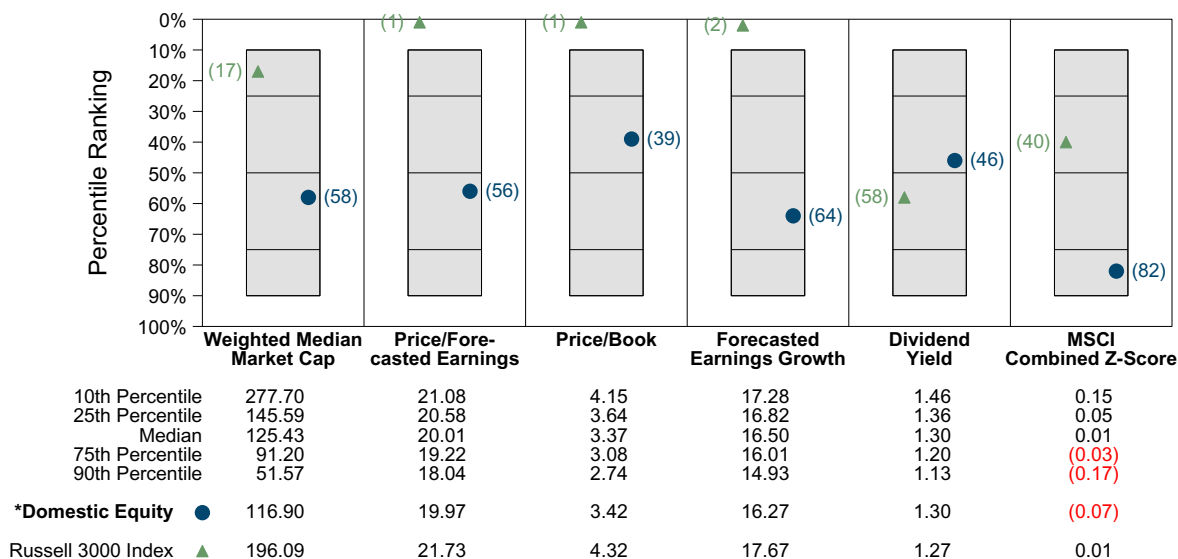 0%
10%
20%
30%
40%
50%
60%
70%
80%
90%
100%
Percentile Ranking
(17)
(58)
(1)
(56)
(1)
(39)
(2)
(64)
(58)
(46)
(40)
(82)
Weighted Median Market Cap
Price/Fore-casted Earnings
Price/Book
Forecasted Earnings Growth
Dividend Yield
MSCI Combined Z-Score
10th Percentile 277.70 21.08 4.15 17.28 1.46 0.15
25th Percentile 145.59 20.58 3.64 16.82 1.36 0.05
Median 125.43 20.01 3.37 16.50 1.30 0.01
75th Percentile 91.20 19.22 3.08 16.01 1.20 (0.03)
90th Percentile 51.57 18.04 2.74 14.93 1.13 (0.17)
*Domestic Equity 116.90 19.97 3.42 16.27 1.30 (0.07)
Russell 3000 Index 196.09 21.73 4.32 17.67 1.27 0.01